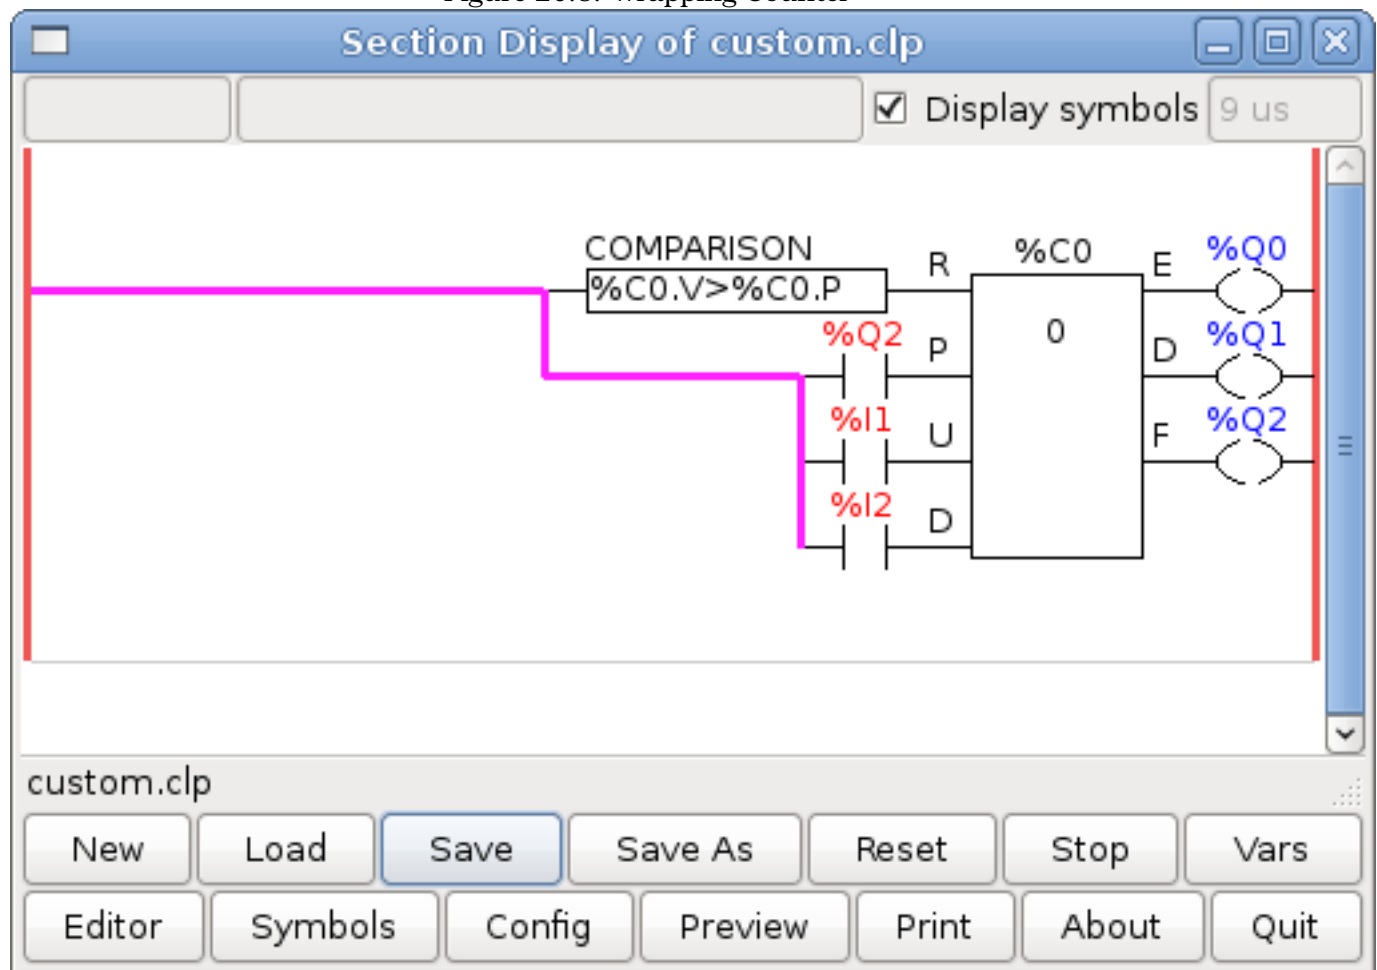 Section Display of custom.clp
Display symbols 9 us
COMPARISON R %C0 E %Q0
%C0.V>%C0.P
%Q2 P 0 D %Q1
%I1 U F %Q2
%I2 D
custom.clp
New Load Save Save As Reset Stop Vars
Editor Symbols Config Preview Print About Quit